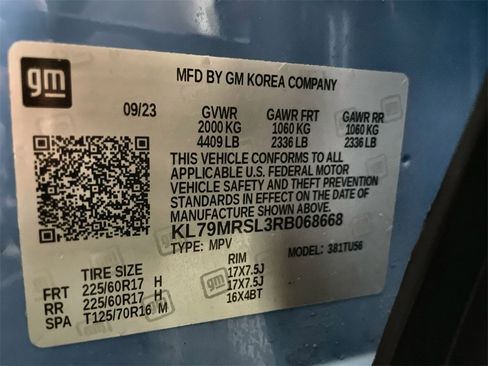 gm
MFD BY GM KOREA COMPANY
09/23 GVWR GAWR FRT GAWR RR
2000 KG 1060 KG 1060 KG
4409 LB 2336 LB 2336 LB
THIS VEHICLE CONFORMS TO ALL
APPLICABLE U.S. FEDERAL MOTOR
VEHICLE SAFETY AND THEFT PREVENTION
STANDARDS IN EFFECT ON THE DATE OF
MANUFACTURE SHOWN ABOVE.
KL79MRSL3RB068668
TYPE: MPV MODEL: 381TU56
TIRE SIZE RIM
FRT 225/60R17 H 17X7.5J
RR 225/60R17 H 17X7.5J
SPA T125/70R16 M 16X4BT